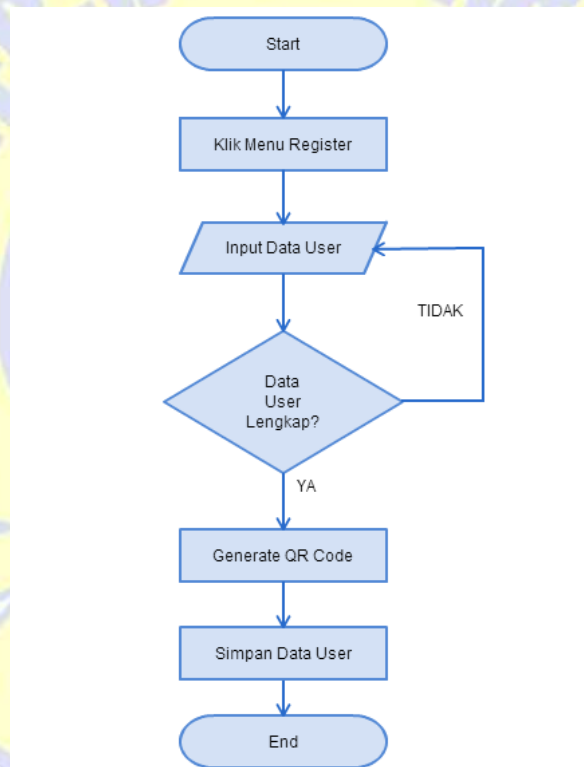 Start
Klik Menu Register
Input Data User
TIDAK
Data
User
Lengkap?
YA
Generate QR Code
Simpan Data User
End